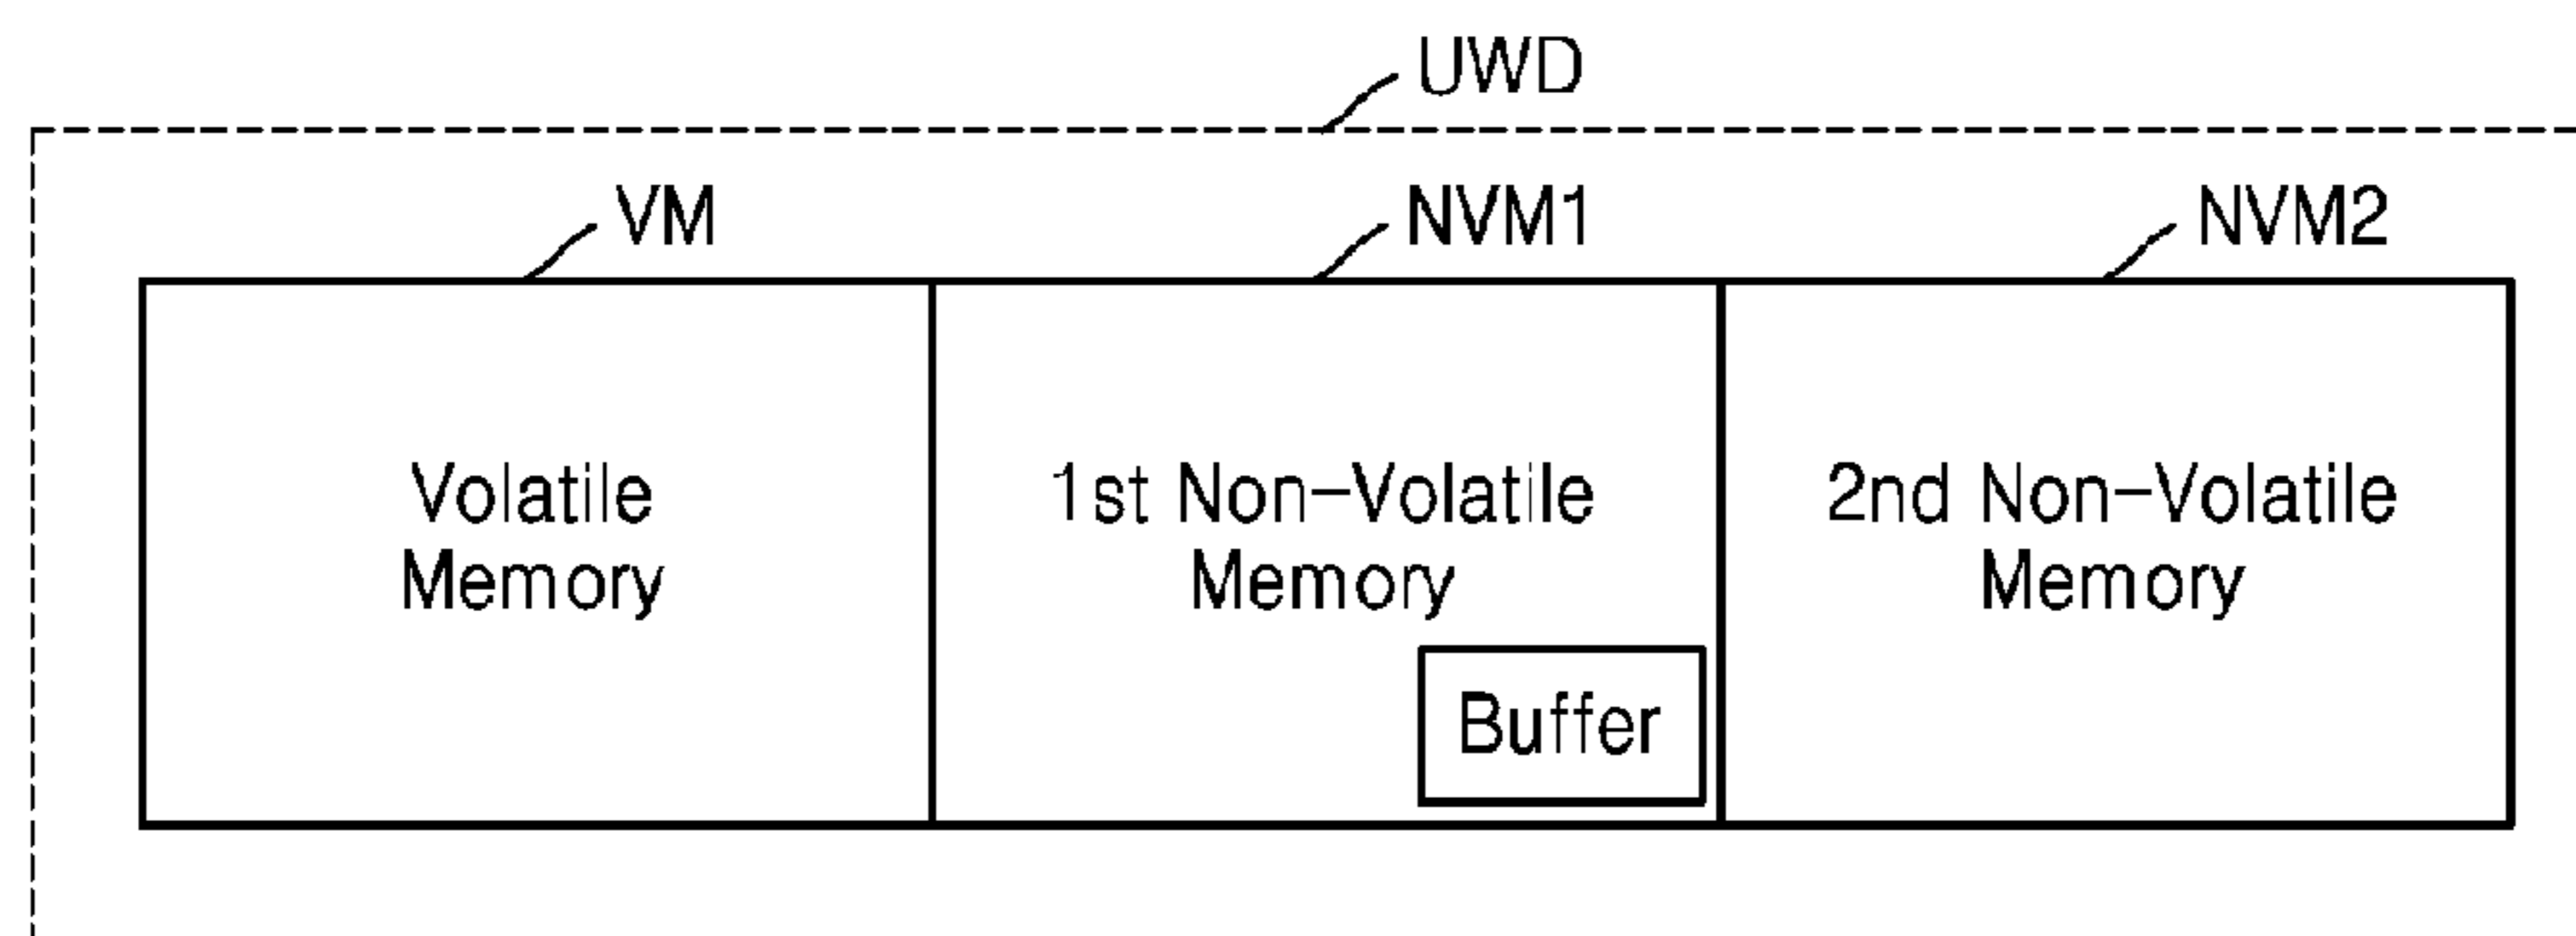 UWD
VM
NVM1
NVM2
Volatile
Memory
1st Non-Volatile
Memory
Buffer
2nd Non-Volatile
Memory